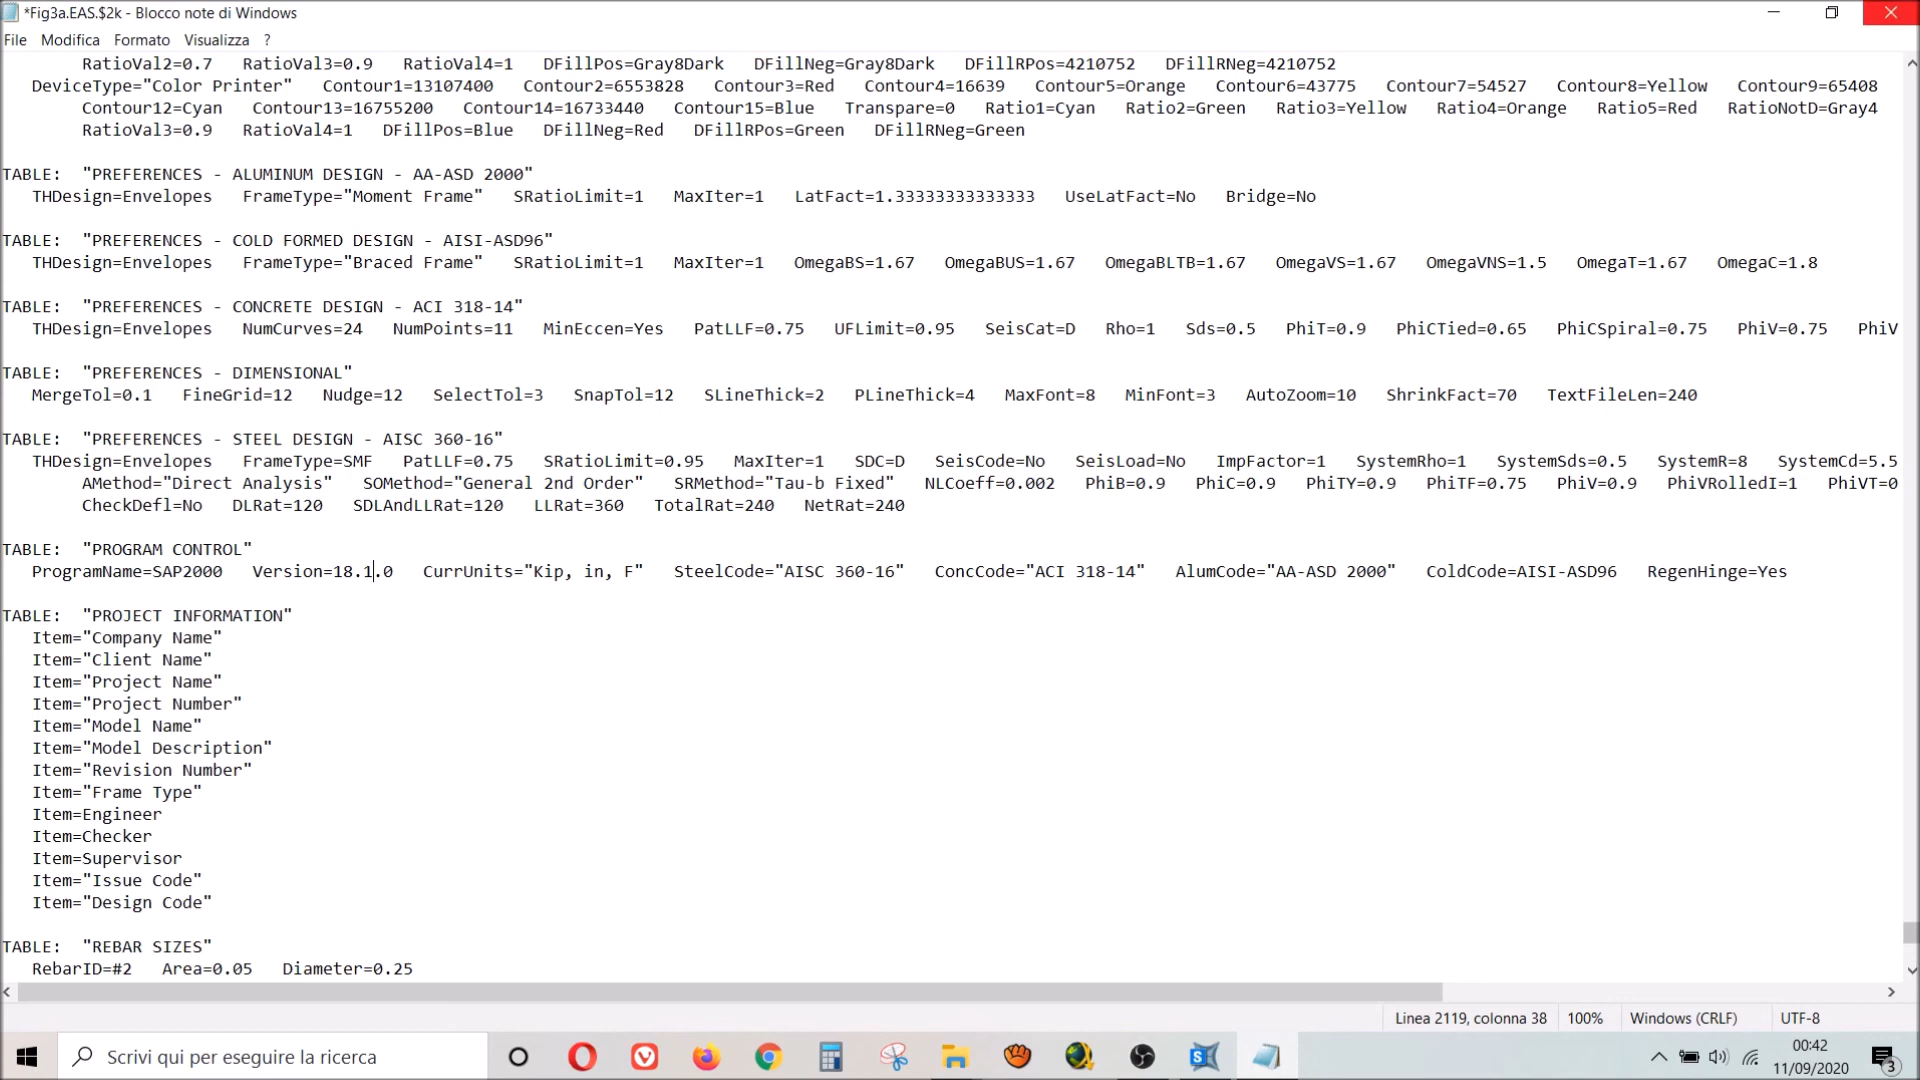 *Fig3a.EAS.$2k - Blocco note di Windows
File Modifica Formato Visualizza ?
RatioVal2=0.7 RatioVal3=0.9 RatioVal4=1 DFillPos=Gray8Dark DFillNeg=Gray8Dark DFillRPos=4210752 DFillRNeg=4210752
DeviceType="Color Printer" Contour1=13107400 Contour2=6553828 Contour3=Red Contour4=16639 Contour5=Orange Contour6=43775 Contour7=54527 Contour8=Yellow Contour9=65408
Contour12=Cyan Contour13=16755200 Contour14=16733440 Contour15=Blue Transpare=0 Ratio1=Cyan Ratio2=Green Ratio3=Yellow Ratio4=Orange Ratio5=Red RatioNotD=Gray4
RatioVal3=0.9 RatioVal4=1 DFillPos=Blue DFillNeg=Red DFillRPos=Green DFillRNeg=Green
TABLE: "PREFERENCES - ALUMINUM DESIGN - AA-ASD 2000"
THDesign=Envelopes FrameType="Moment Frame" SRatioLimit=1 MaxIter=1 LatFact=1.33333333333333 UseLatFact=No Bridge=No
TABLE: "PREFERENCES - COLD FORMED DESIGN - AISI-ASD96"
THDesign=Envelopes FrameType="Braced Frame" SRatioLimit=1 MaxIter=1 OmegaBS=1.67 OmegaBUS=1.67 OmegaBLTB=1.67 OmegaVS=1.67 OmegaVNS=1.5 OmegaT=1.67 OmegaC=1.8
TABLE: "PREFERENCES - CONCRETE DESIGN - ACI 318-14"
THDesign=Envelopes NumCurves=24 NumPoints=11 MinEccen=Yes PatLLF=0.75 UFLimit=0.95 SeisCat=D Rho=1 Sds=0.5 PhiT=0.9 PhiCTied=0.65 PhiCSpiral=0.75 PhiV=0.75 PhiV
TABLE: "PREFERENCES - DIMENSIONAL"
MergeTol=0.1 FineGrid=12 Nudge=12 SelectTol=3 SnapTol=12 SLineThick=2 PLineThick=4 MaxFont=8 MinFont=3 AutoZoom=10 ShrinkFact=70 TextFileLen=240
TABLE: "PREFERENCES - STEEL DESIGN - AISC 360-16"
THDesign=Envelopes FrameType=SMF PatLLF=0.75 SRatioLimit=0.95 MaxIter=1 SDC=D SeisCode=No SeisLoad=No ImpFactor=1 SystemRho=1 SystemSds=0.5 SystemR=8 SystemCd=5.5
AMethod="Direct Analysis" SOMethod="General 2nd Order" SRMethod="Tau-b Fixed" NLCoeff=0.002 PhiB=0.9 PhiC=0.9 PhiTY=0.9 PhiTF=0.75 PhiV=0.9 PhiVRolledI=1 PhiVT=0
CheckDefl=No DLRat=120 SDLAndLLRat=120 LLRat=360 TotalRat=240 NetRat=240
TABLE: "PROGRAM CONTROL"
ProgramName=SAP2000 Version=18.1.0 CurrUnits="Kip, in, F" SteelCode="AISC 360-16" ConcCode="ACI 318-14" AlumCode="AA-ASD 2000" ColdCode=AISI-ASD96 RegenHinge=Yes
TABLE: "PROJECT INFORMATION"
Item="Company Name"
Item="Client Name"
Item="Project Name"
Item="Project Number"
Item="Model Name"
Item="Model Description"
Item="Revision Number"
Item="Frame Type"
Item=Engineer
Item=Checker
Item=Supervisor
Item="Issue Code"
Item="Design Code"
TABLE: "REBAR SIZES"
RebarID=#2 Area=0.05 Diameter=0.25
Linea 2119, colonna 38 100% Windows (CRLF) UTF-8
Scrivi qui per eseguire la ricerca
00:42
11/09/2020
3